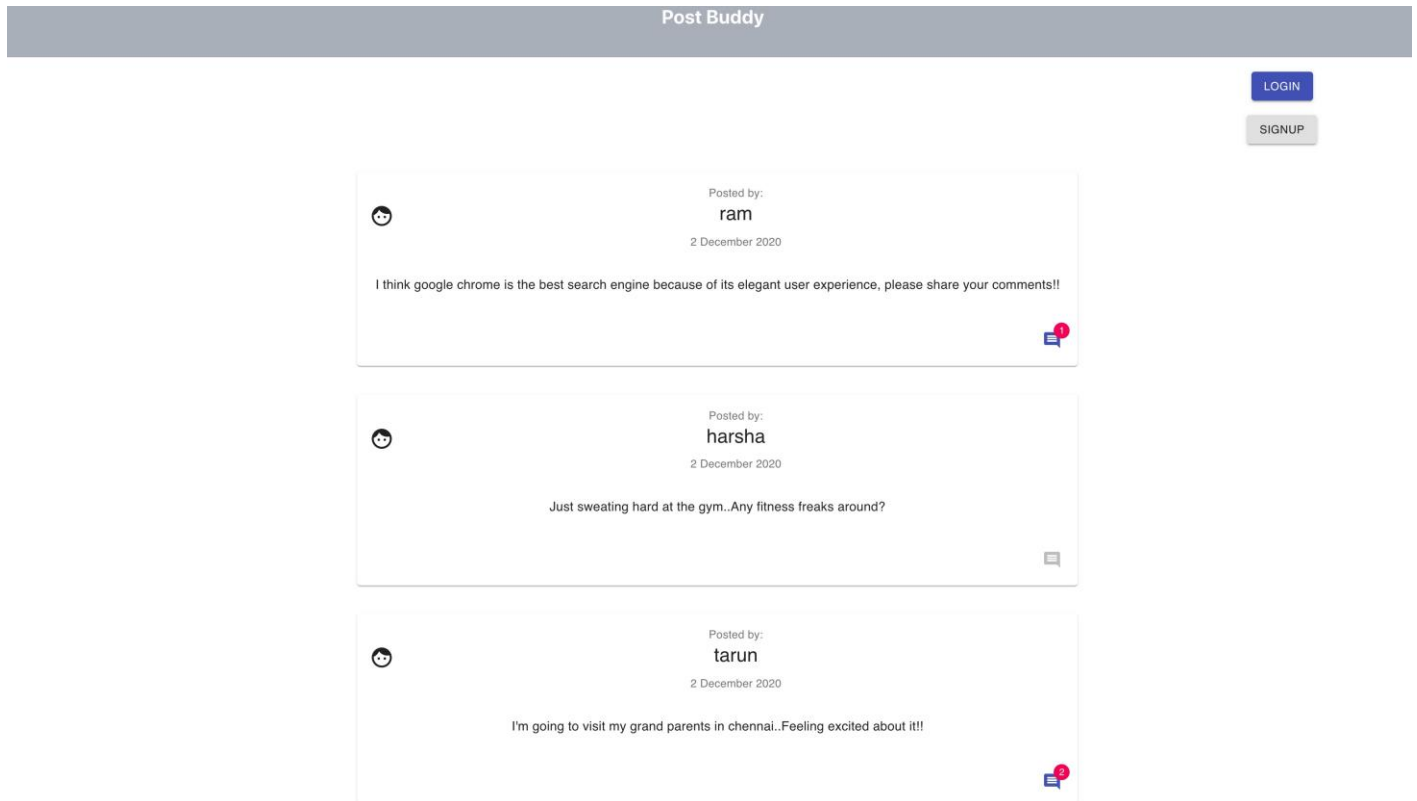 Post Buddy
LOGIN
SIGNUP
Posted by:
ram
2 December 2020
I think google chrome is the best search engine because of its elegant user experience, please share your comments!!
1
Posted by:
harsha
2 December 2020
Just sweating hard at the gym..Any fitness freaks around?
Posted by:
tarun
2 December 2020
I'm going to visit my grand parents in chennai..Feeling excited about it!!
2